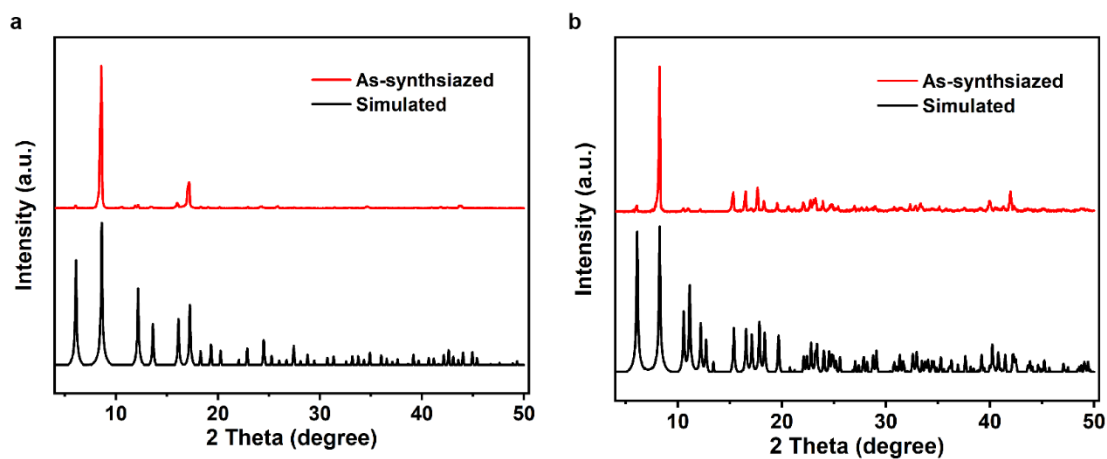 a
As-synthsiazed
Simulated
Intensity (a.u.)
10 20 30 40 50
2 Theta (degree)
b
As-synthsiazed
Simulated
Intensity (a.u.)
10 20 30 40 50
2 Theta (degree)